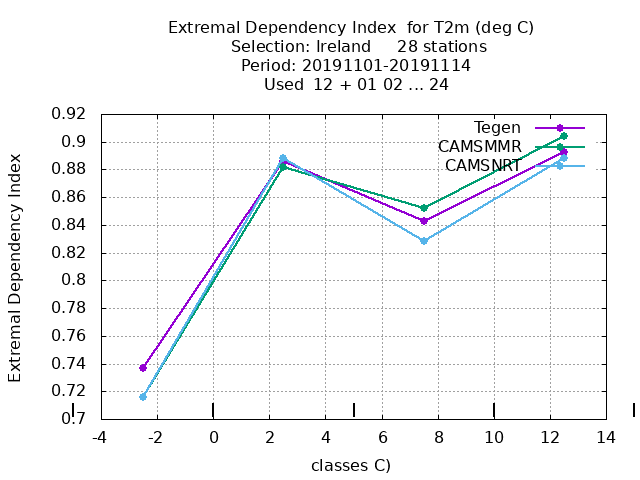 Extremal Dependency Index  for T2m (deg C)
Selection: Ireland     28 stations
Period: 20191101-20191114
Used  12 + 01 02 ... 24
Extremal Dependency Index
0.92
0.9
0.88
0.86
0.84
0.82
0.8
0.78
0.76
0.74
0.72
0.7
Tegen
CAMSMMR
CAMSNRT
-4 -2 0 2 4 6 8 10 12 14
classes C)